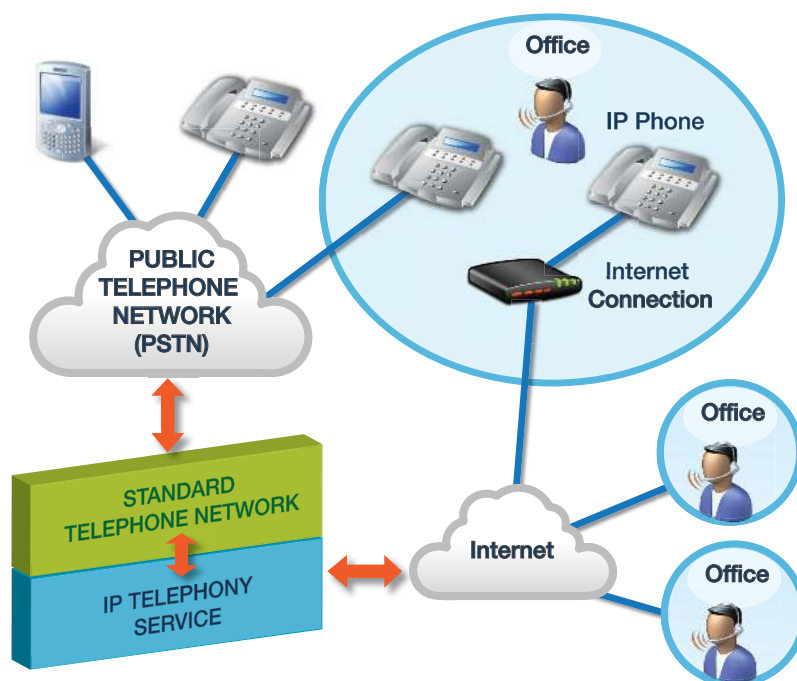 Office
IP Phone
PUBLIC
TELEPHONE
NETWORK
(PSTN)
Internet
Connection
Office
STANDARD
TELEPHONE NETWORK
Internet
IP TELEPHONY
SERVICE
Office